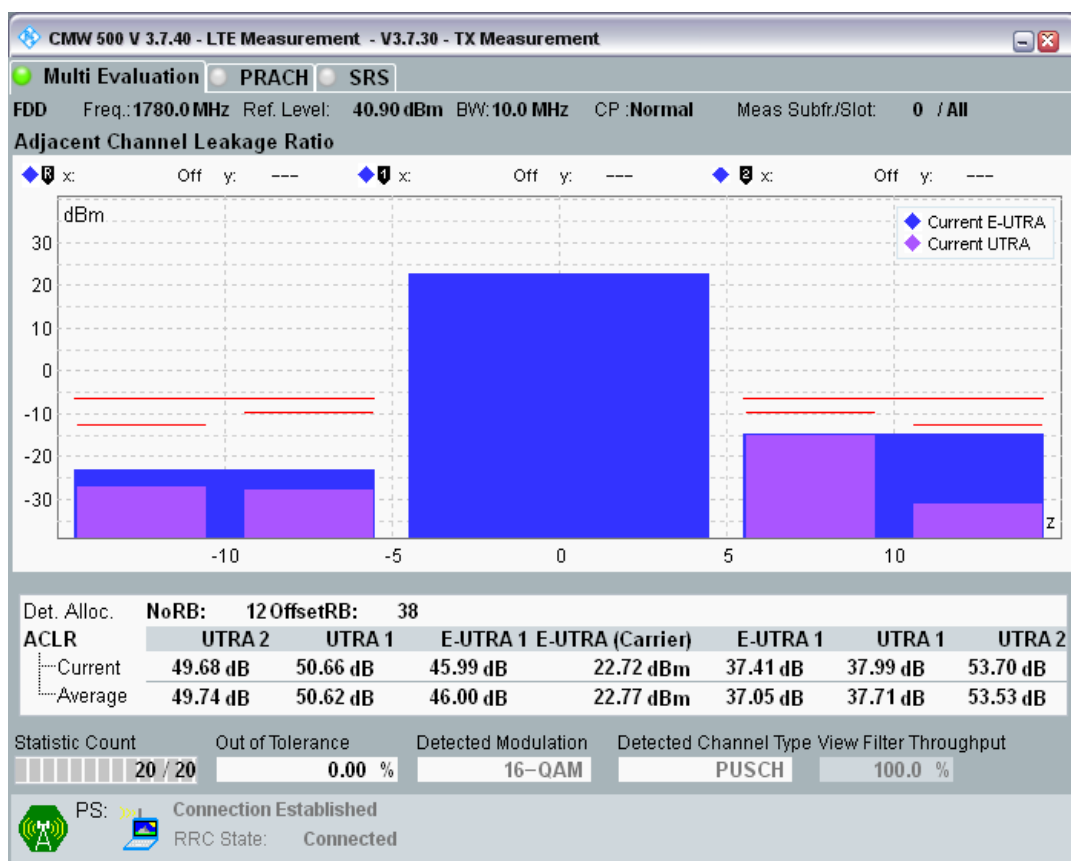 CMW 500 V 3.7.40 - LTE Measurement - V3.7.30 - TX Measurement
Multi Evaluation PRACH SRS
FDD Freq.: 1780.0 MHz Ref. Level: 40.90 dBm BW: 10.0 MHz CP : Normal Meas Subfr./Slot: 0 / All
Adjacent Channel Leakage Ratio
R x: Off y: --- 1 x: Off y: --- 2 x: Off y: ---
dBm
Current E-UTRA
Current UTRA
30
20
10
0
-10
-20
-30
z
-10 -5 0 5 10
Det. Alloc. NoRB: 12 OffsetRB: 38
ACLR UTRA 2 UTRA 1 E-UTRA 1 E-UTRA (Carrier) E-UTRA 1 UTRA 1 UTRA 2
Current 49.68 dB 50.66 dB 45.99 dB 22.72 dBm 37.41 dB 37.99 dB 53.70 dB
Average 49.74 dB 50.62 dB 46.00 dB 22.77 dBm 37.05 dB 37.71 dB 53.53 dB
Statistic Count Out of Tolerance Detected Modulation Detected Channel Type View Filter Throughput
20 / 20 0.00 % 16-QAM PUSCH 100.0 %
PS: Connection Established
RRC State: Connected